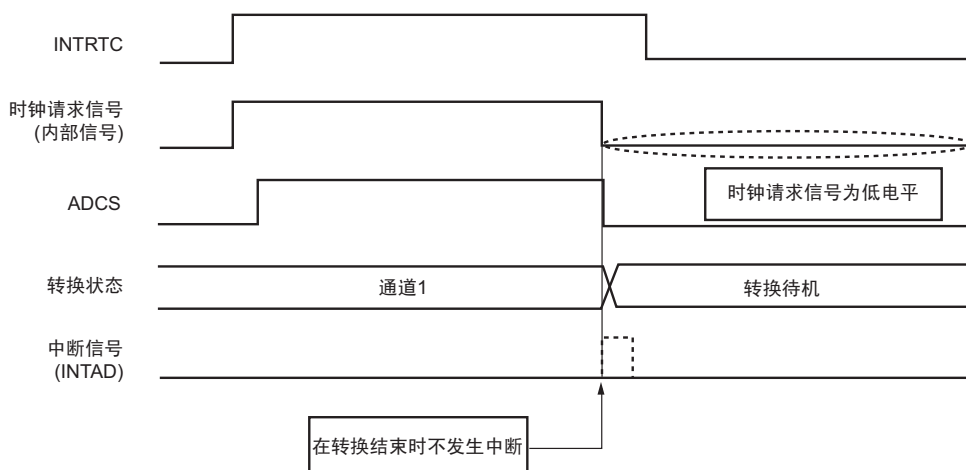 INTRTC
时钟请求信号
(内部信号)
时钟请求信号为低电平
ADCS
转换状态
通道1
转换待机
中断信号
(INTAD)
在转换结束时不发生中断